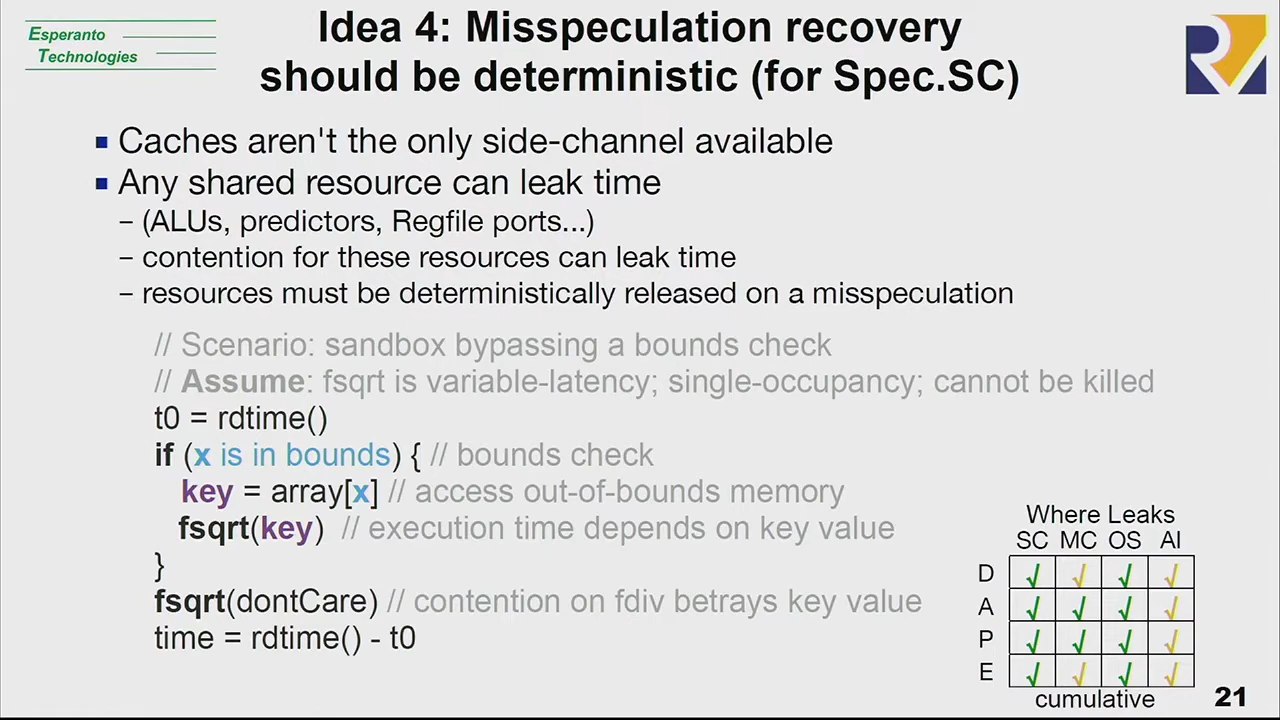 Esperanto
Technologies
Idea 4: Misspeculation recovery
should be deterministic (for Spec.SC)
Caches aren't the only side-channel available
Any shared resource can leak time
– (ALUs, predictors, Regfile ports...)
– contention for these resources can leak time
– resources must be deterministically released on a misspeculation
// Scenario: sandbox bypassing a bounds check
// Assume: fsqrt is variable-latency; single-occupancy; cannot be killed
t0 = rdtime()
if (x is in bounds) { // bounds check
key = array[x] // access out-of-bounds memory
fsqrt(key) // execution time depends on key value
}
fsqrt(dontCare) // contention on fdiv betrays key value
time = rdtime() - t0
Where Leaks
SC MC OS AI
D √ √ √ √
A √ √ √ √
P √ √ √ √
E √ √ √ √
cumulative
21